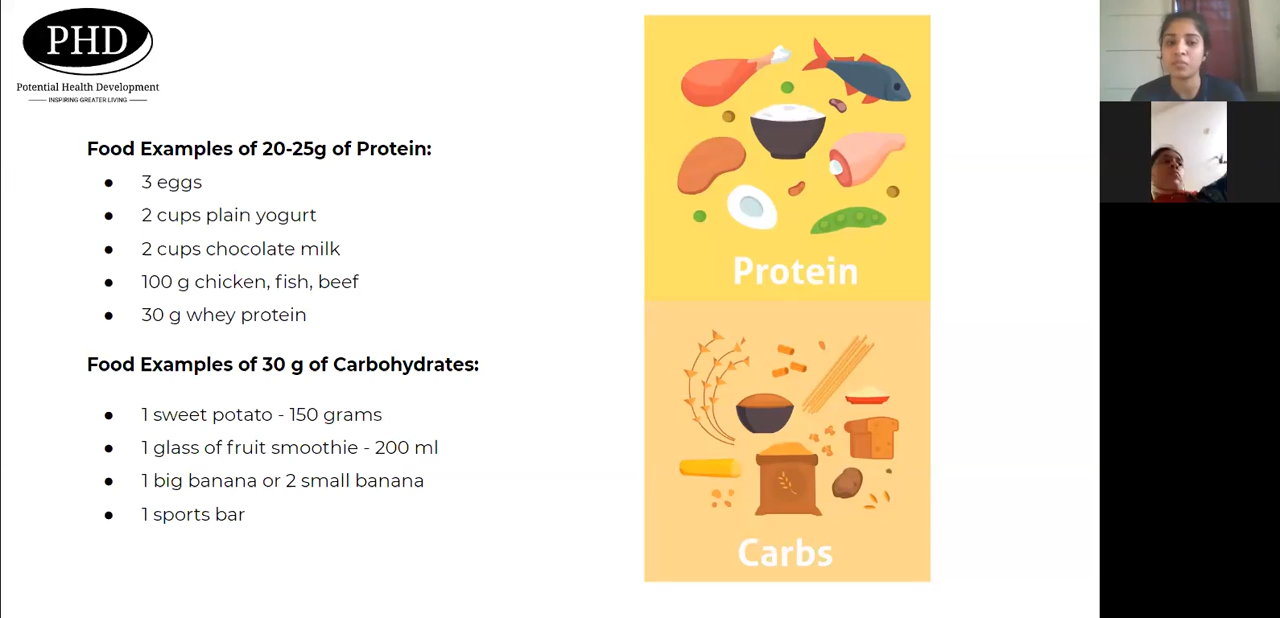 PHD
Potential Health Development
INSPIRING GREATER LIVING
Food Examples of 20-25g of Protein:
● 3 eggs
● 2 cups plain yogurt
● 2 cups chocolate milk
● 100 g chicken, fish, beef
● 30 g whey protein
Food Examples of 30 g of Carbohydrates:
● 1 sweet potato - 150 grams
● 1 glass of fruit smoothie - 200 ml
● 1 big banana or 2 small banana
● 1 sports bar
Protein
Carbs